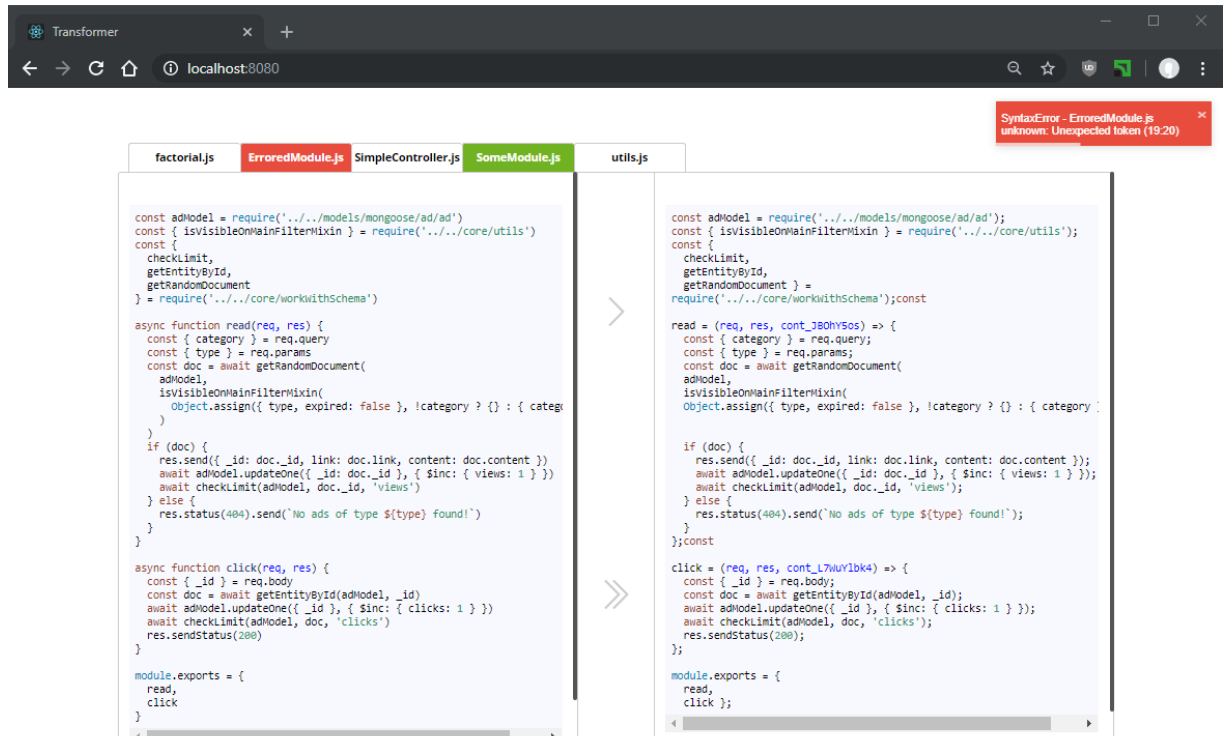 Transformer
localhost:8080
SyntaxError - ErroredModule.js
unknown: Unexpected token (19:20)
factorial.js
ErroredModule.js
SimpleController.js
SomeModule.js
utils.js
const adModel = require('../../models/mongoose/ad/ad')
const { isVisibleOnMainFilterMixin } = require('../../core/utils')
const {
  checkLimit,
  getEntityById,
  getRandomDocument
} = require('../../core/workWithSchema')
async function read(req, res) {
  const { category } = req.query
  const { type } = req.params
  const doc = await getRandomDocument(
    adModel,
    isVisibleOnMainFilterMixin(
      Object.assign({ type, expired: false }, !category ? {} : { catego
    )
  )
  if (doc) {
    res.send({ _id: doc._id, link: doc.link, content: doc.content })
    await adModel.updateOne({ _id: doc._id }, { $inc: { views: 1 } })
    await checkLimit(adModel, doc._id, 'views')
  } else {
    res.status(404).send(`No ads of type ${type} found!`)
  }
}
async function click(req, res) {
  const { _id } = req.body
  const doc = await getEntityById(adModel, _id)
  await adModel.updateOne({ _id }, { $inc: { clicks: 1 } })
  await checkLimit(adModel, doc, 'clicks')
  res.sendStatus(200)
}
module.exports = {
  read,
  click
}
const adModel = require('../../models/mongoose/ad/ad');
const { isVisibleOnMainFilterMixin } = require('../../core/utils');
const {
  checkLimit,
  getEntityById,
  getRandomDocument } =
require('../../core/workWithSchema');const
read = (req, res, cont_JBOhY5os) => {
  const { category } = req.query;
  const { type } = req.params;
  const doc = await getRandomDocument(
  adModel,
  isVisibleOnMainFilterMixin(
  Object.assign({ type, expired: false }, !category ? {} : { category }
  if (doc) {
    res.send({ _id: doc._id, link: doc.link, content: doc.content });
    await adModel.updateOne({ _id: doc._id }, { $inc: { views: 1 } });
    await checkLimit(adModel, doc._id, 'views');
  } else {
    res.status(404).send(`No ads of type ${type} found!`);
  }
};const
click = (req, res, cont_L7WuYlbk4) => {
  const { _id } = req.body;
  const doc = await getEntityById(adModel, _id);
  await adModel.updateOne({ _id }, { $inc: { clicks: 1 } });
  await checkLimit(adModel, doc, 'clicks');
  res.sendStatus(200);
};
module.exports = {
  read,
  click };